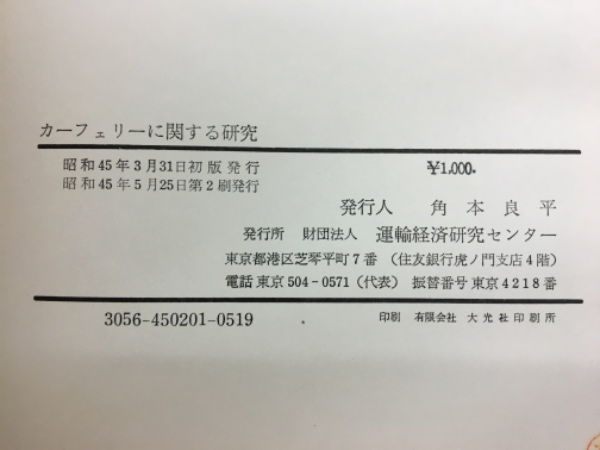 カーフェリーに関する研究
昭和45年3月31日初版発行 ¥1,000.
昭和45年5月25日第2刷発行
発行人 角本良平
発行所 財団法人 運輸経済研究センター
東京都港区芝琴平町7番 (住友銀行虎ノ門支店4階)
電話東京504-0571(代表) 振替番号東京4218番
3056-450201-0519 印刷 有限会社 大光社印刷所